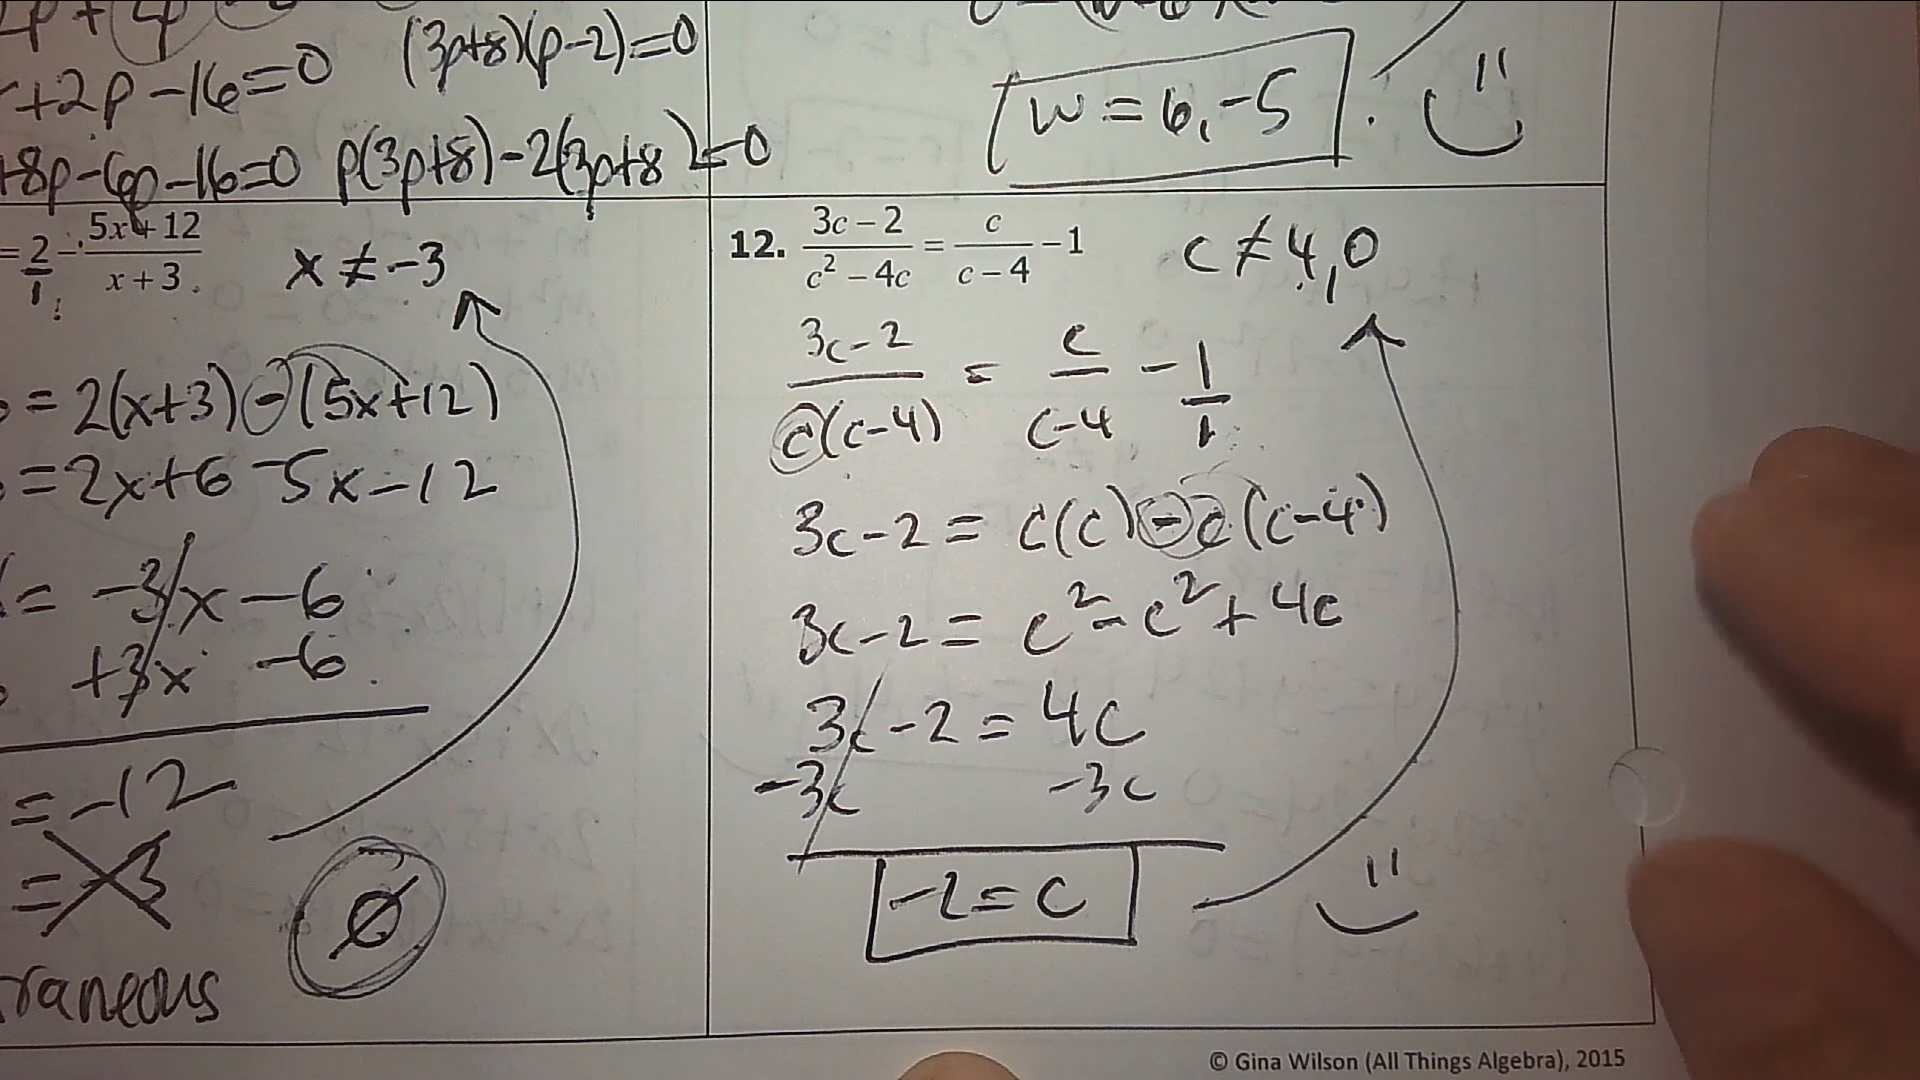 +2p-16=0 (3p+8)(p-2)=0
+8p-6p-16=0 p(3p+8)-2(3p+8)=0
w = 6, -5
= 2/1 - 5x+12/x+3 x ≠ -3
= 2(x+3) - (5x+12)
= 2x+6 -5x-12
= -3x - 6
+3x -6
= -12
= -3
∅
raneous
12. 3c-2/c²-4c = c/c-4 -1 c ≠ 4, 0
3c-2/c(c-4) = c/c-4 - 1/1
3c-2 = c(c) - c(c-4)
3c-2 = c² - c² + 4c
3c-2 = 4c
-3c -3c
-2 = c
© Gina Wilson (All Things Algebra), 2015